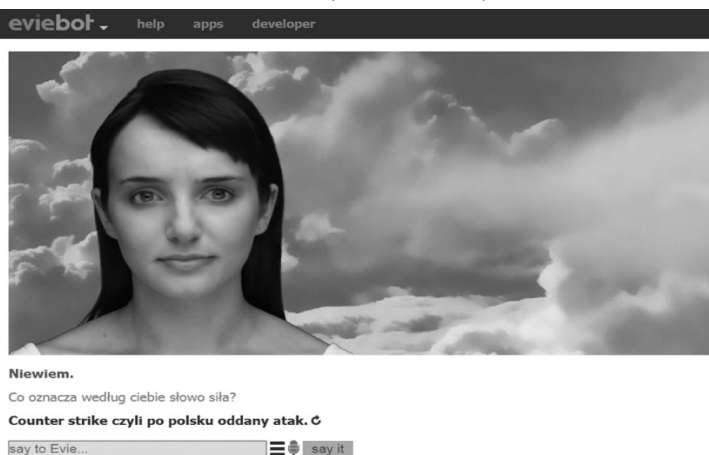 eviebot help apps developer
Niewiem.
Co oznacza według ciebie słowo siła?
Counter strike czyli po polsku oddany atak.
say to Evie... say it